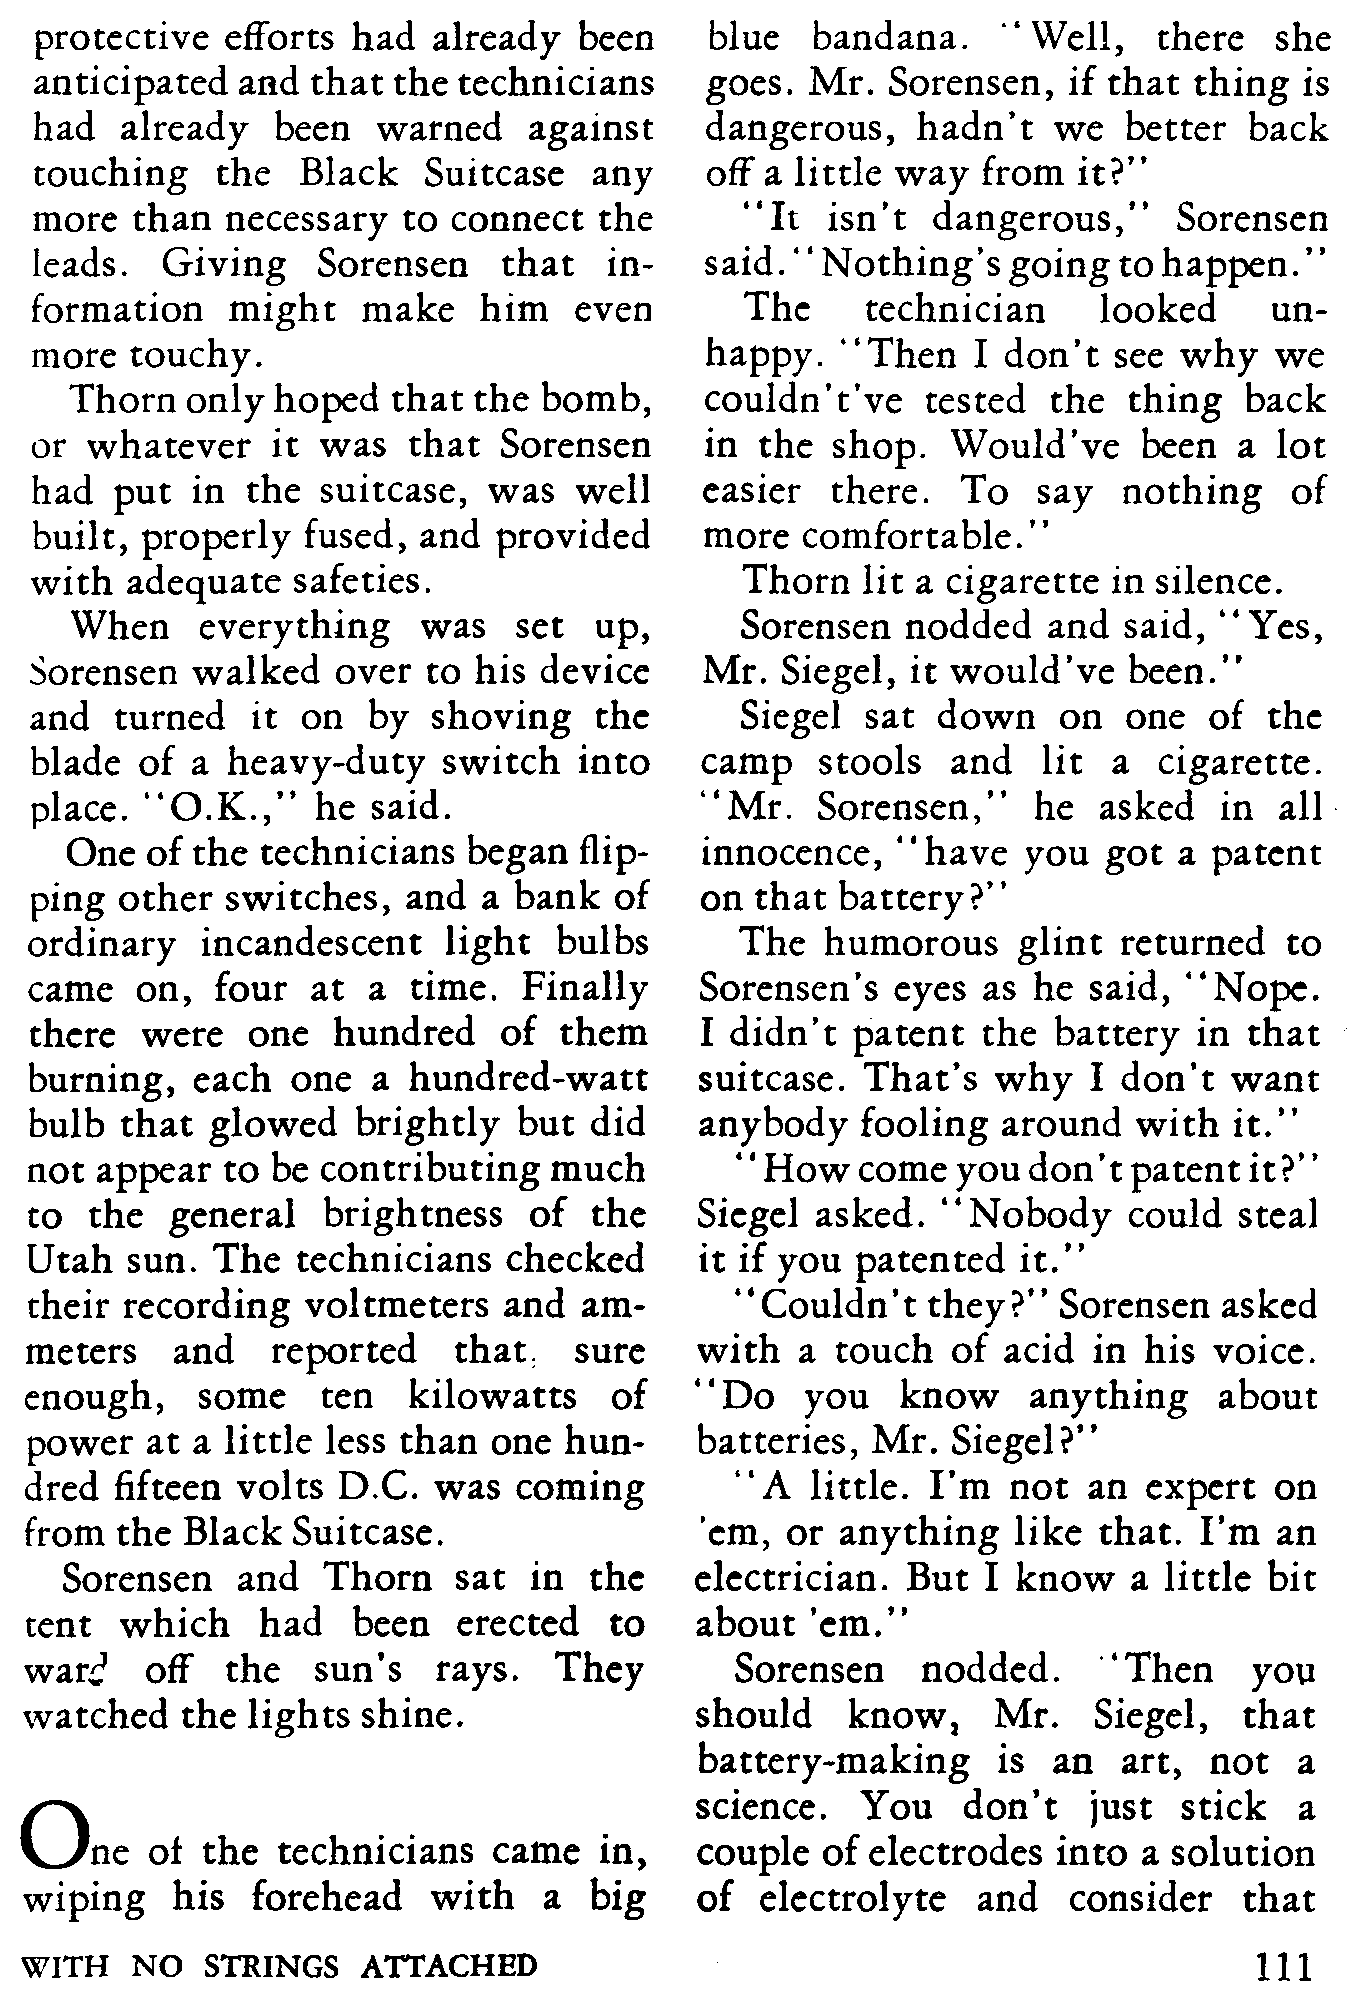 protective efforts had already been
anticipated and that the technicians
had already been warned against
touching the Black Suitcase any
more than necessary to connect the
leads. Giving Sorensen that in-
formation might make him even
more touchy.
Thorn only hoped that the bomb,
or whatever it was that Sorensen
had put in the suitcase, was well
built, properly fused, and provided
with adequate safeties.
When everything was set up,
Sorensen walked over to his device
and turned it on by shoving the
blade of a heavy-duty switch into
place. "O.K.," he said.
One of the technicians began flip-
ping other switches, and a bank of
ordinary incandescent light bulbs
came on, four at a time. Finally
there were one hundred of them
burning, each one a hundred-watt
bulb that glowed brightly but did
not appear to be contributing much
to the general brightness of the
Utah sun. The technicians checked
their recording voltmeters and am-
meters and reported that, sure
enough, some ten kilowatts of
power at a little less than one hun-
dred fifteen volts D.C. was coming
from the Black Suitcase.
Sorensen and Thorn sat in the
tent which had been erected to
ward off the sun's rays. They
watched the lights shine.
One of the technicians came in,
wiping his forehead with a big
blue bandana. "Well, there she
goes. Mr. Sorensen, if that thing is
dangerous, hadn't we better back
off a little way from it?"
"It isn't dangerous," Sorensen
said. "Nothing's going to happen."
The technician looked un-
happy. "Then I don't see why we
couldn't've tested the thing back
in the shop. Would've been a lot
easier there. To say nothing of
more comfortable."
Thorn lit a cigarette in silence.
Sorensen nodded and said, "Yes,
Mr. Siegel, it would've been."
Siegel sat down on one of the
camp stools and lit a cigarette.
"Mr. Sorensen," he asked in all
innocence, "have you got a patent
on that battery?"
The humorous glint returned to
Sorensen's eyes as he said, "Nope.
I didn't patent the battery in that
suitcase. That's why I don't want
anybody fooling around with it."
"How come you don't patent it?"
Siegel asked. "Nobody could steal
it if you patented it."
"Couldn't they?" Sorensen asked
with a touch of acid in his voice.
"Do you know anything about
batteries, Mr. Siegel?"
"A little. I'm not an expert on
'em, or anything like that. I'm an
electrician. But I know a little bit
about 'em."
Sorensen nodded. "Then you
should know, Mr. Siegel, that
battery-making is an art, not a
science. You don't just stick a
couple of electrodes into a solution
of electrolyte and consider that
WITH NO STRINGS ATTACHED
111